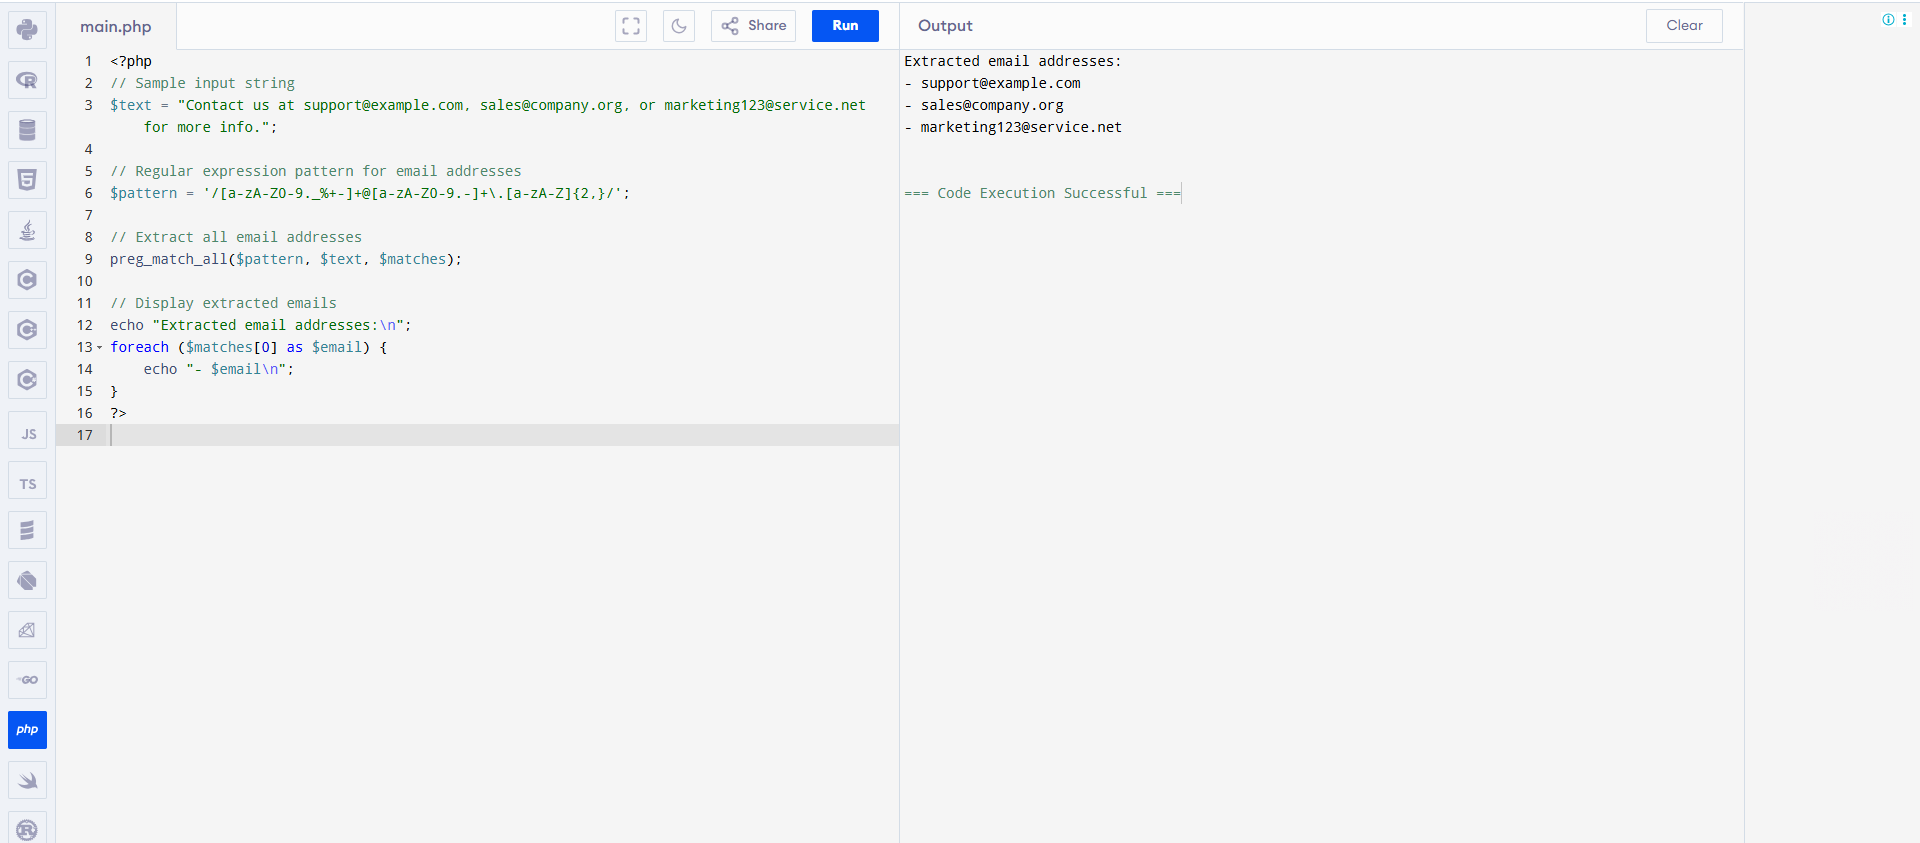 main.php
Share
Run
Output
Clear
1 <?php
2 // Sample input string
3 $text = "Contact us at support@example.com, sales@company.org, or marketing123@service.net
for more info.";
4
5 // Regular expression pattern for email addresses
6 $pattern = '/[a-zA-Z0-9._%+-]+@[a-zA-Z0-9.-]+\.[a-zA-Z]{2,}/';
7
8 // Extract all email addresses
9 preg_match_all($pattern, $text, $matches);
10
11 // Display extracted emails
12 echo "Extracted email addresses:\n";
13 foreach ($matches[0] as $email) {
14 echo "- $email\n";
15 }
16 ?>
17
Extracted email addresses:
- support@example.com
- sales@company.org
- marketing123@service.net
=== Code Execution Successful ===
JS
TS
GO
php